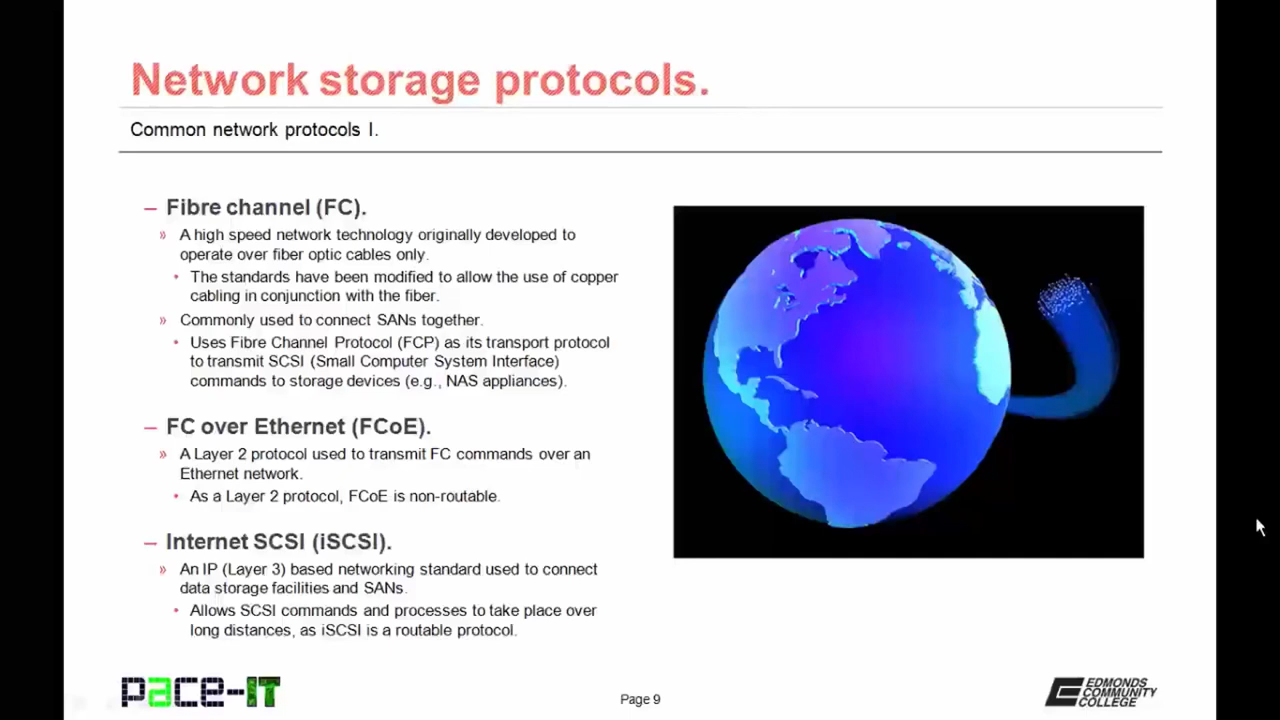 Network storage protocols.
Common network protocols I.
– Fibre channel (FC).
» A high speed network technology originally developed to
operate over fiber optic cables only.
• The standards have been modified to allow the use of copper
cabling in conjunction with the fiber.
» Commonly used to connect SANs together.
• Uses Fibre Channel Protocol (FCP) as its transport protocol
to transmit SCSI (Small Computer System Interface)
commands to storage devices (e.g., NAS appliances).
– FC over Ethernet (FCoE).
» A Layer 2 protocol used to transmit FC commands over an
Ethernet network.
• As a Layer 2 protocol, FCoE is non-routable.
– Internet SCSI (iSCSI).
» An IP (Layer 3) based networking standard used to connect
data storage facilities and SANs.
• Allows SCSI commands and processes to take place over
long distances, as iSCSI is a routable protocol.
pace-IT
Page 9
EDMONDS
COMMUNITY
COLLEGE